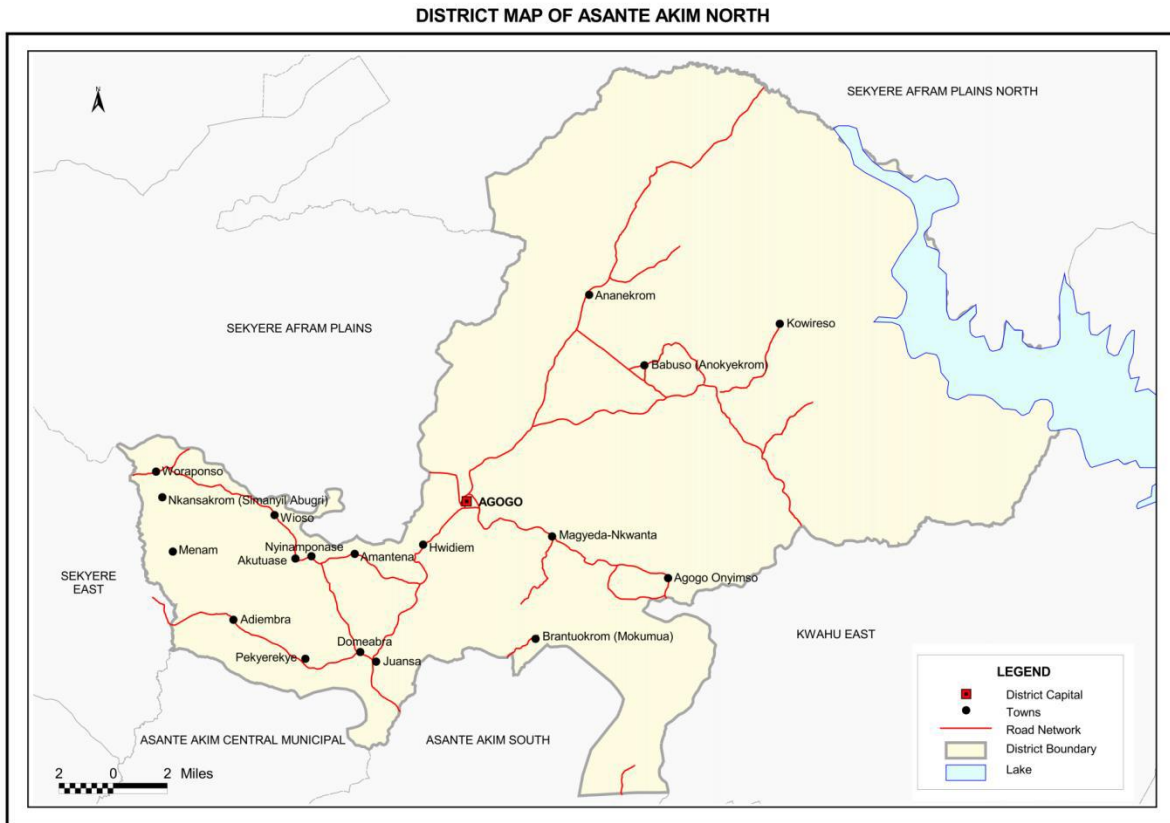 DISTRICT MAP OF ASANTE AKIM NORTH
N
SEKYERE AFRAM PLAINS NORTH
Ananekrom
Kowireso
SEKYERE AFRAM PLAINS
Babuso (Anokyekrom)
Woraponso
Nkansakrom (Simanyil Abugri)
AGOGO
Wioso
Magyeda-Nkwanta
Nyinamponase
Hwidiem
Menam
Akutuase
Amantena
SEKYERE
EAST
Agogo Onyimso
Adiembra
KWAHU EAST
Domeabra
Brantuokrom (Mokumua)
Pekyerekye
Juansa
ASANTE AKIM CENTRAL MUNICIPAL
ASANTE AKIM SOUTH
2 0 2 Miles
LEGEND
District Capital
Towns
Road Network
District Boundary
Lake